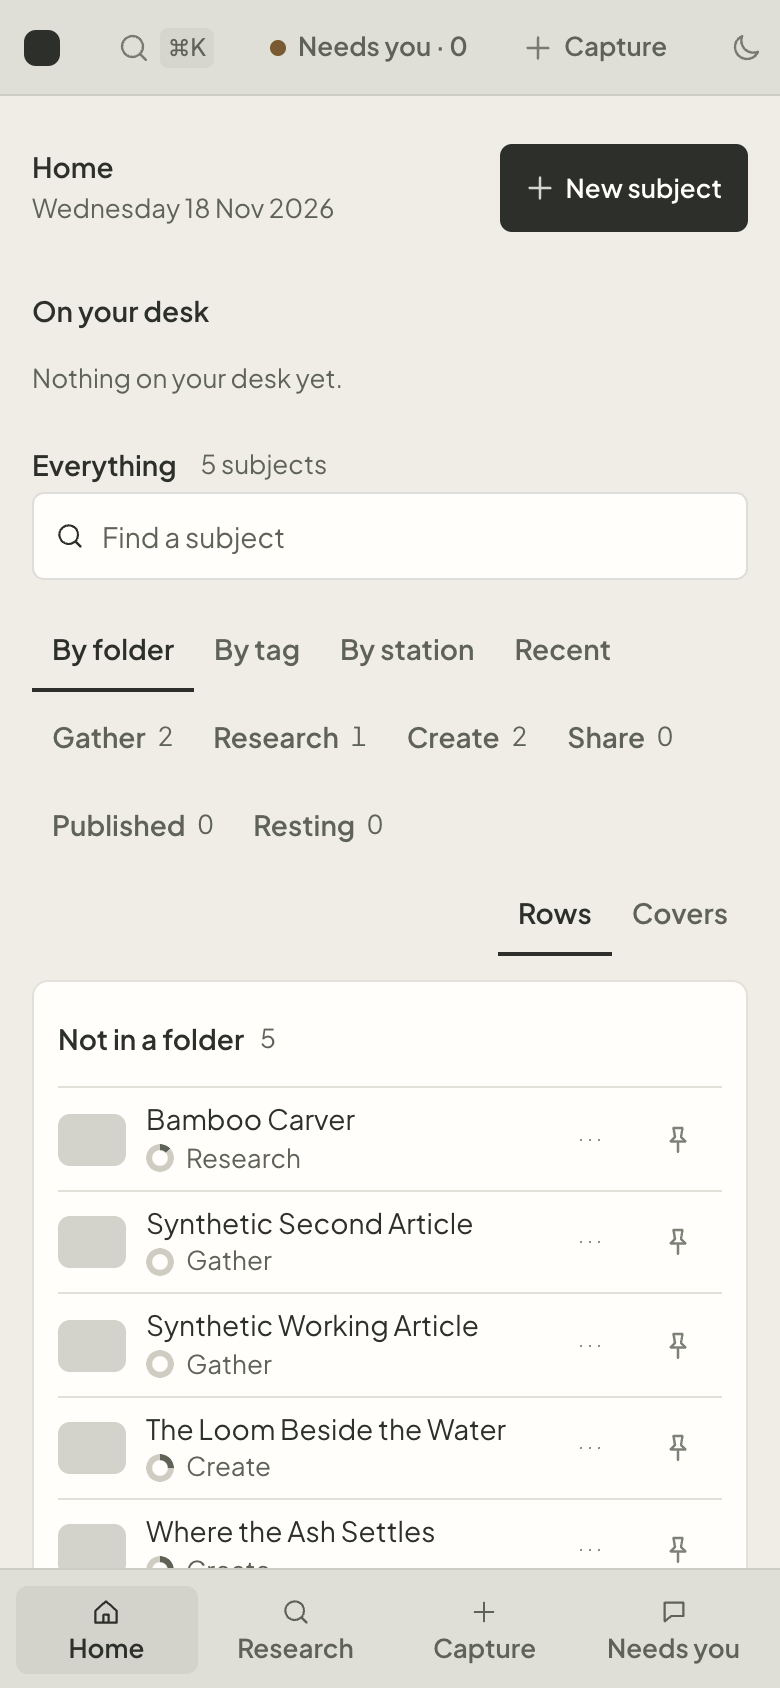 ⌘K
Needs you · 0
Capture
Home
Wednesday 18 Nov 2026
New subject
On your desk
Nothing on your desk yet.
Everything 5 subjects
Find a subject
By folder By tag By station Recent
Gather 2 Research 1 Create 2 Share 0
Published 0 Resting 0
Rows Covers
Not in a folder 5
Bamboo Carver
Research
Synthetic Second Article
Gather
Synthetic Working Article
Gather
The Loom Beside the Water
Create
Where the Ash Settles
Create
Home Research Capture Needs you